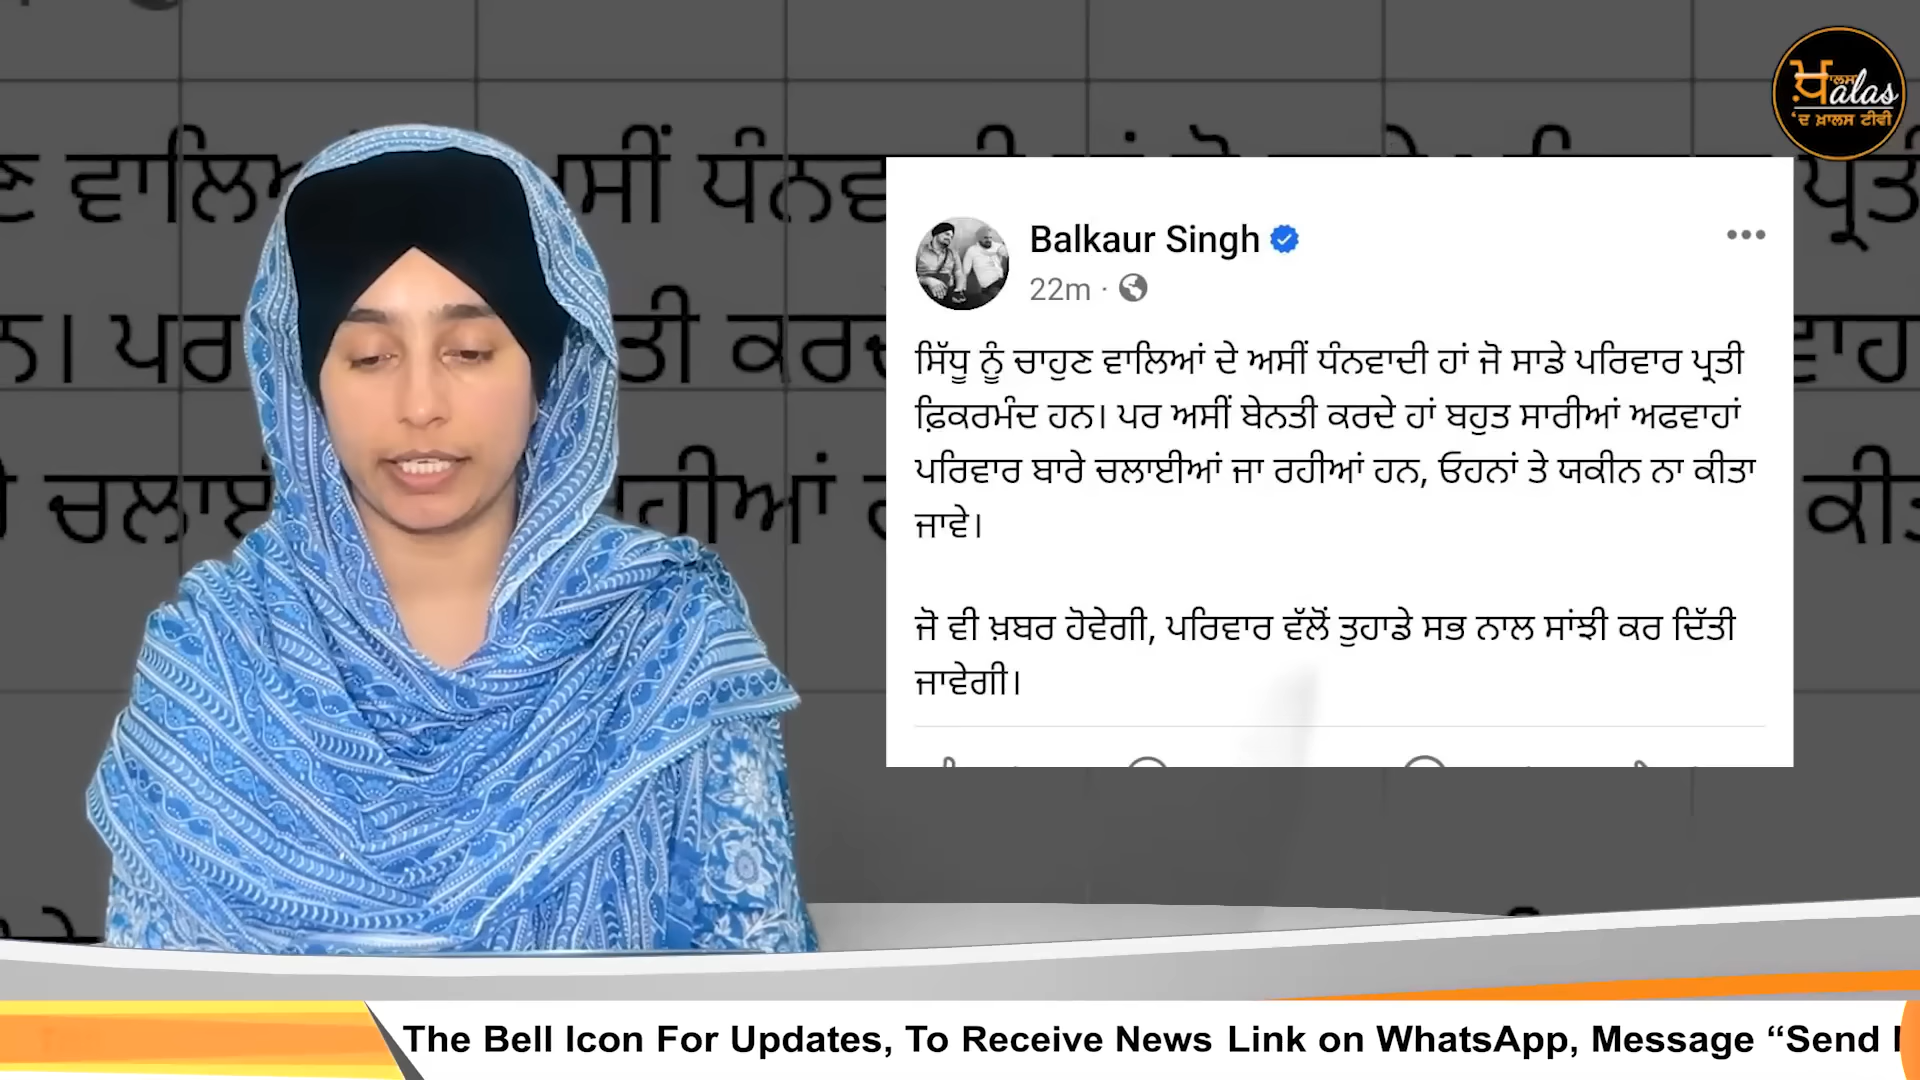 ਖ਼ਾਲਸ
alas
'ਦ ਖ਼ਾਲਸ ਟੀਵੀ
Balkaur Singh
22m ·
ਸਿੱਧੂ ਨੂੰ ਚਾਹੁਣ ਵਾਲਿਆਂ ਦੇ ਅਸੀਂ ਧੰਨਵਾਦੀ ਹਾਂ ਜੋ ਸਾਡੇ ਪਰਿਵਾਰ ਪ੍ਰਤੀ
ਫ਼ਿਕਰਮੰਦ ਹਨ। ਪਰ ਅਸੀਂ ਬੇਨਤੀ ਕਰਦੇ ਹਾਂ ਬਹੁਤ ਸਾਰੀਆਂ ਅਫਵਾਹਾਂ
ਪਰਿਵਾਰ ਬਾਰੇ ਚਲਾਈਆਂ ਜਾ ਰਹੀਆਂ ਹਨ, ਓਹਨਾਂ ਤੇ ਯਕੀਨ ਨਾ ਕੀਤਾ
ਜਾਵੇ।
ਜੋ ਵੀ ਖ਼ਬਰ ਹੋਵੇਗੀ, ਪਰਿਵਾਰ ਵੱਲੋਂ ਤੁਹਾਡੇ ਸਭ ਨਾਲ ਸਾਂਝੀ ਕਰ ਦਿੱਤੀ
ਜਾਵੇਗੀ।
The Bell Icon For Updates, To Receive News Link on WhatsApp, Message “Send